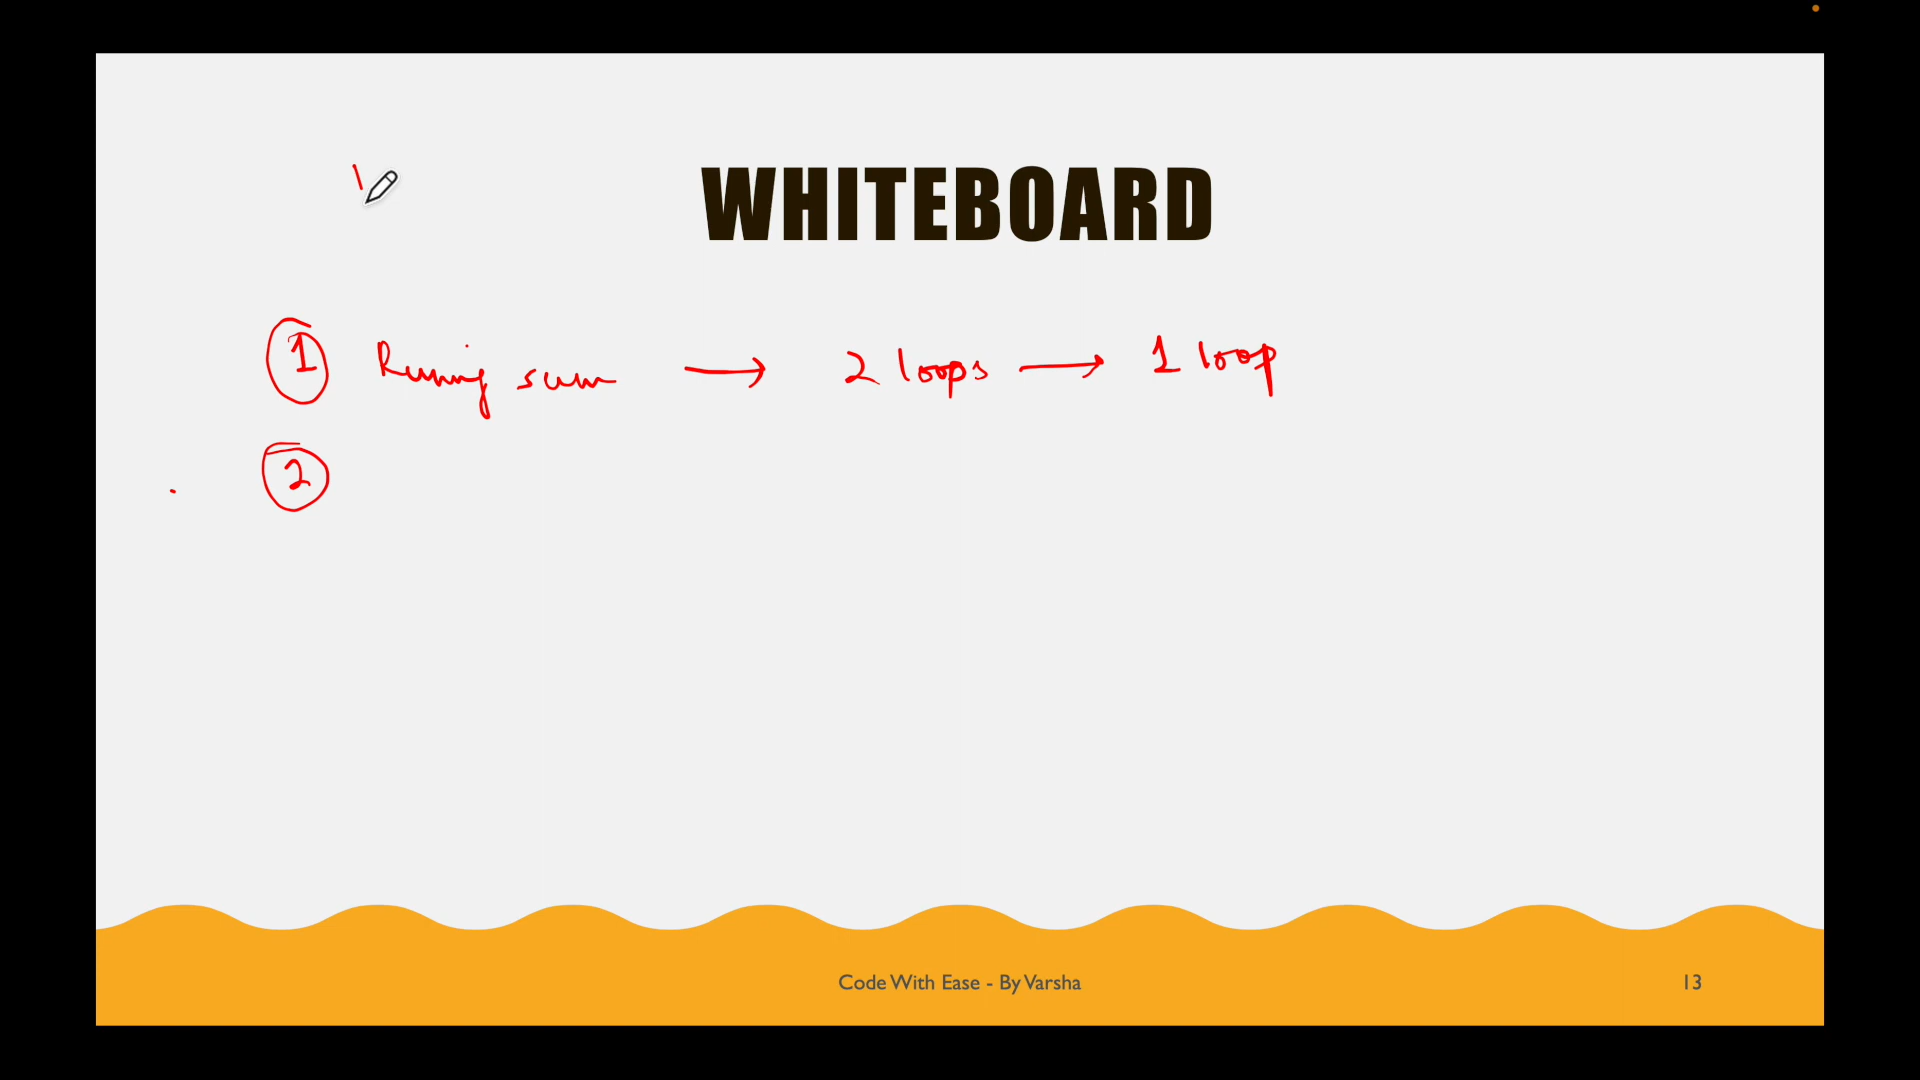 WHITEBOARD
1 Running sum → 2 loops → 1 loop
2
Code With Ease - By Varsha
13